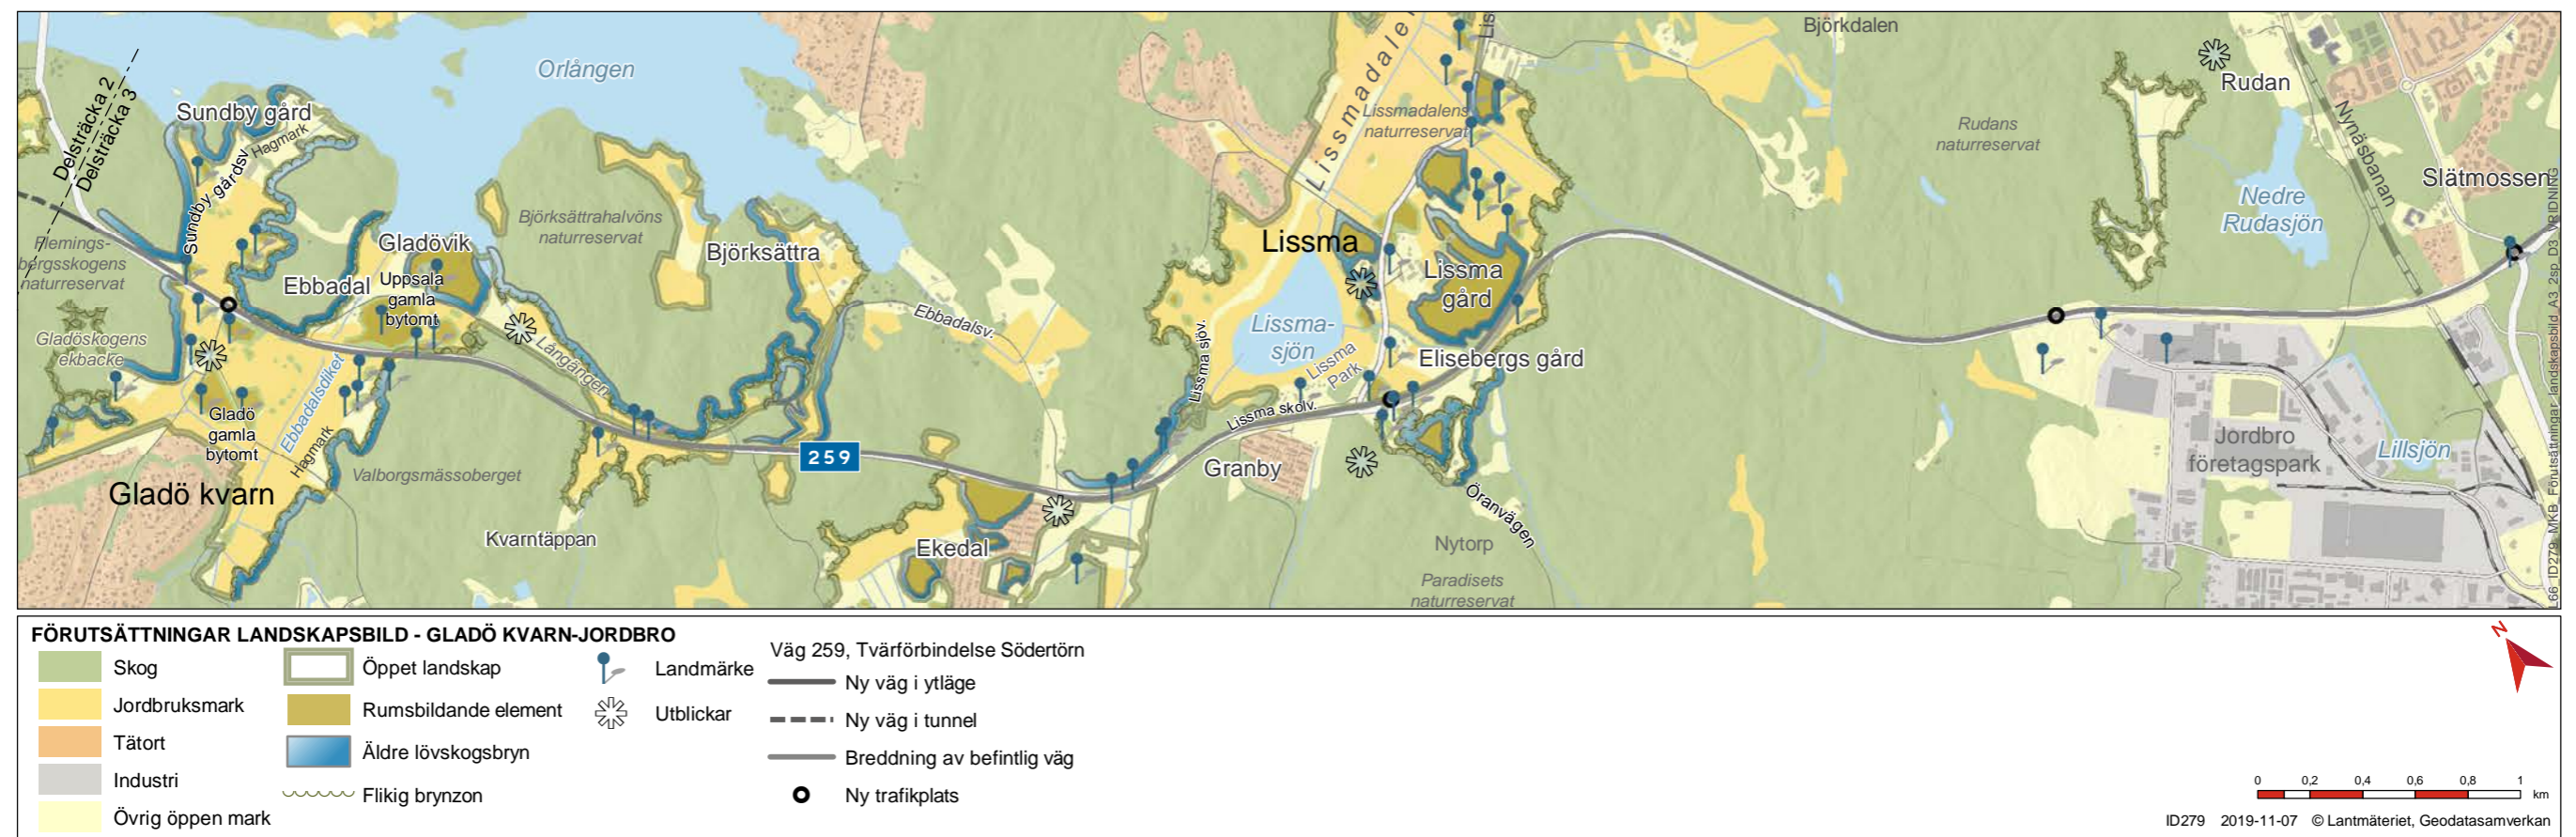 Björkdalen
Orlången
Rudan
Delsträcka 2
Delsträcka 3
Sundby gård
Hagmark
Sundby gårdsv
Lissmadalen
Lis
Lissmadalens
naturreservat
Rudans
naturreservat
Nynäsbanan
Slätmossen
Nedre
Rudasjön
Flemings-
bergsskogens
naturreservat
Björksättrahalvöns
naturreservat
Gladövik
Björksättra
Lissma
Ebbadal
Uppsala
gamla
bytomt
Lissma
gård
Gladöskogens
ekbacke
Långängen
Ebbadalsv.
Lissma sjöv.
Lissma-
sjön
Lissma
Park
Elisebergs gård
Ebbadalsdiket
Gladö
gamla
bytomt
Hagmark
Lissma skolv.
259
Jordbro
företagspark
Lillsjön
Valborgsmässoberget
Granby
Gladö kvarn
Öranvägen
Kvarntäppan
Ekedal
Nytorp
Paradisets
naturreservat
66_ID279_MKB_Förutsättningar_landskapsbild_A3_2sp_D3_VRIDNING
FÖRUTSÄTTNINGAR LANDSKAPSBILD - GLADÖ KVARN-JORDBRO
Skog
Jordbruksmark
Tätort
Industri
Övrig öppen mark
Öppet landskap
Rumsbildande element
Äldre lövskogsbryn
Flikig brynzon
Landmärke
Utblickar
Väg 259, Tvärförbindelse Södertörn
Ny väg i ytläge
Ny väg i tunnel
Breddning av befintlig väg
Ny trafikplats
N
0 0,2 0,4 0,6 0,8 1
km
ID279 2019-11-07 © Lantmäteriet, Geodatasamverkan